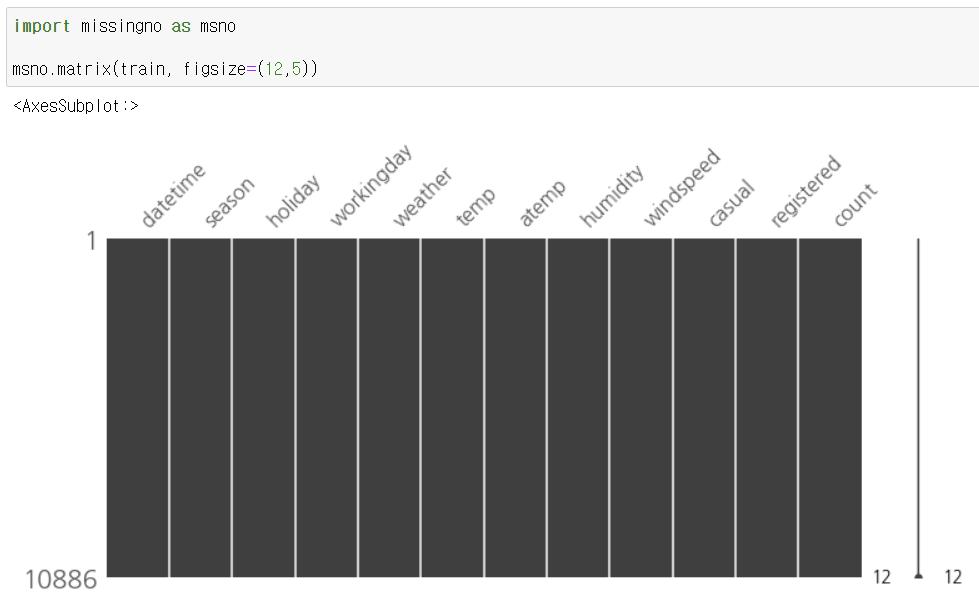 import missingno as msno
msno.matrix(train, figsize=(12,5))
<AxesSubplot:>
datetime season holiday workingday weather temp atemp humidity windspeed casual registered count
1
10886
12 12